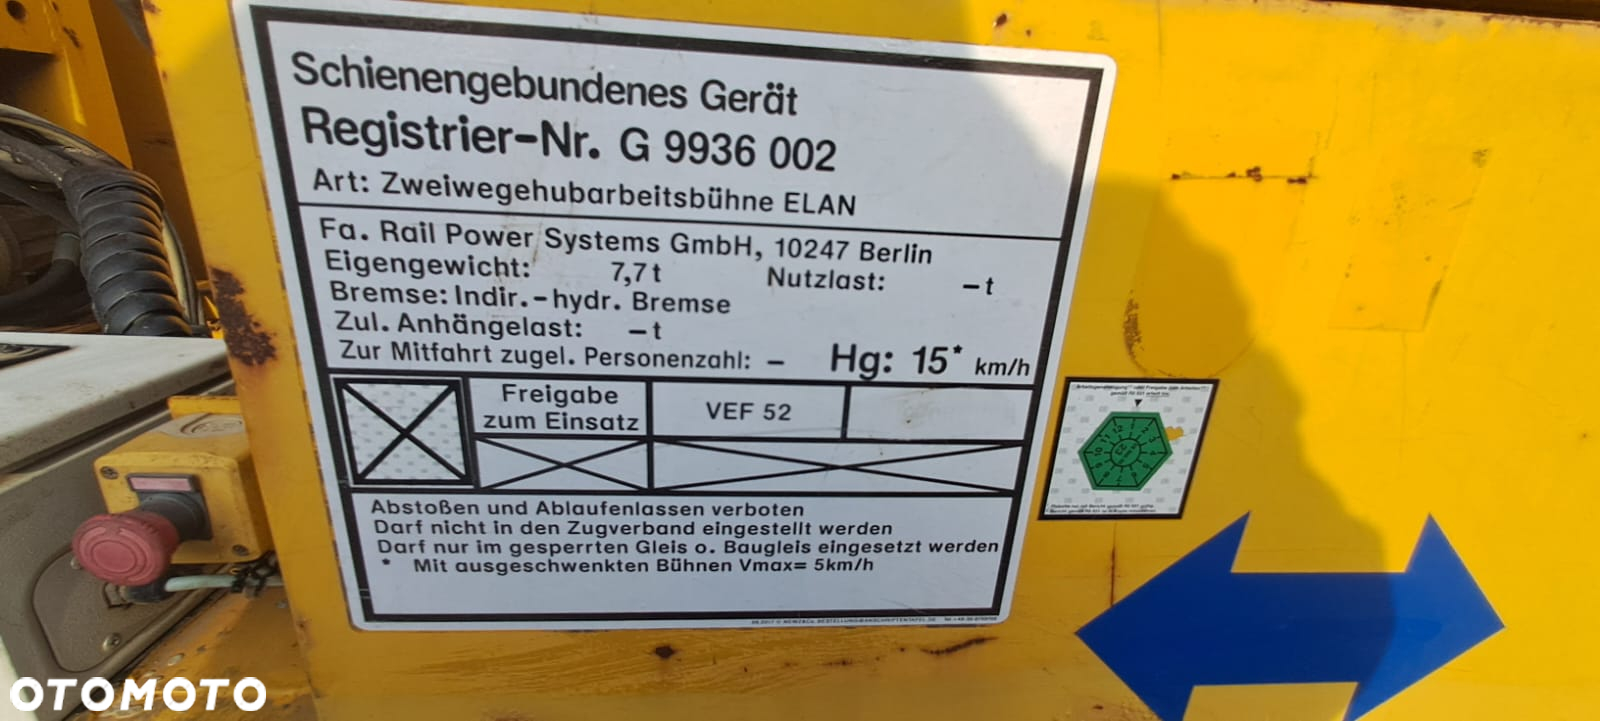 Schienengebundenes Gerät
Registrier-Nr. G 9936 002
Art: Zweiwegehubarbeitsbühne ELAN
Fa. Rail Power Systems GmbH, 10247 Berlin
Eigengewicht: 7,7 t Nutzlast: – t
Bremse: Indir.-hydr. Bremse
Zul. Anhängelast: – t
Zur Mitfahrt zugel. Personenzahl: – Hg: 15* km/h
Freigabe
zum Einsatz
VEF 52
Abstoßen und Ablaufenlassen verboten
Darf nicht in den Zugverband eingestellt werden
Darf nur im gesperrten Gleis o. Baugleis eingesetzt werden
* Mit ausgeschwenkten Bühnen Vmax= 5km/h
OTOMOTO